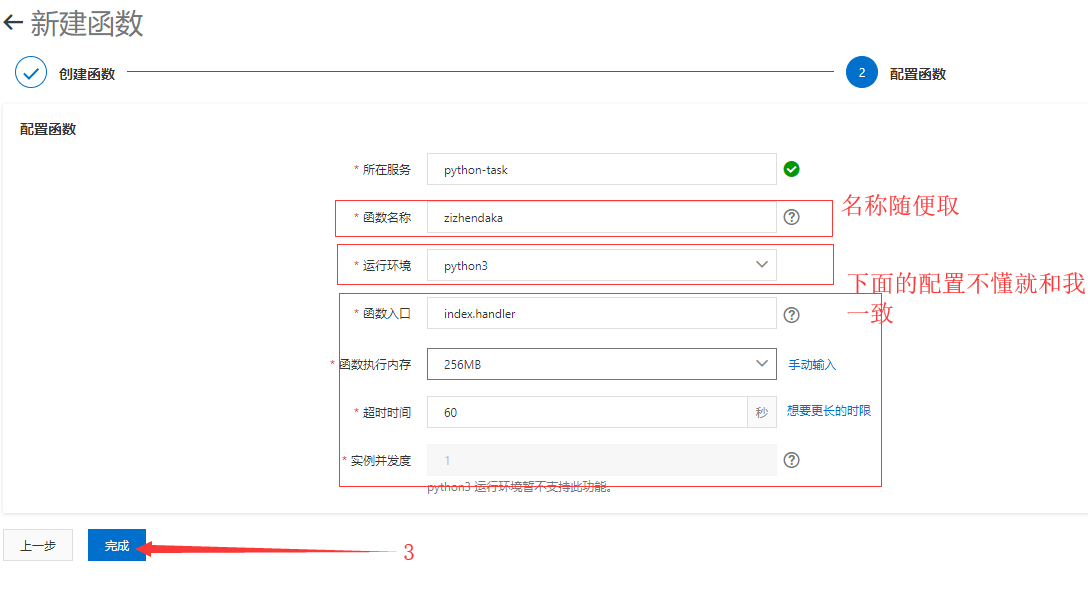 新建函数
创建函数
2
配置函数
配置函数
* 所在服务 python-task
* 函数名称 zizhendaka ?
名称随便取
* 运行环境 python3
下面的配置不懂就和我
一致
* 函数入口 index.handler ?
* 函数执行内存 256MB 手动输入
* 超时时间 60 秒 想要更长的时限
* 实例并发度 1 ?
python3 运行环境暂不支持此功能。
上一步 完成 3